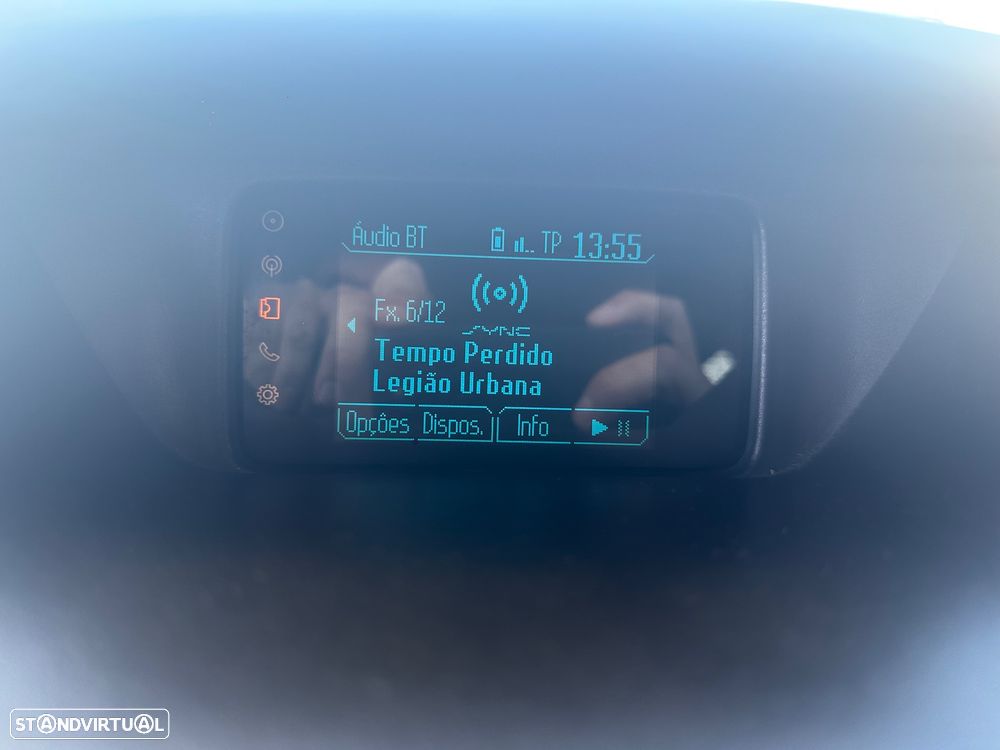 Áudio BT TP 13:55
Fx. 6/12
SYNC
Tempo Perdido
Legião Urbana
Opções Dispos. Info
STANDVIRTUAL